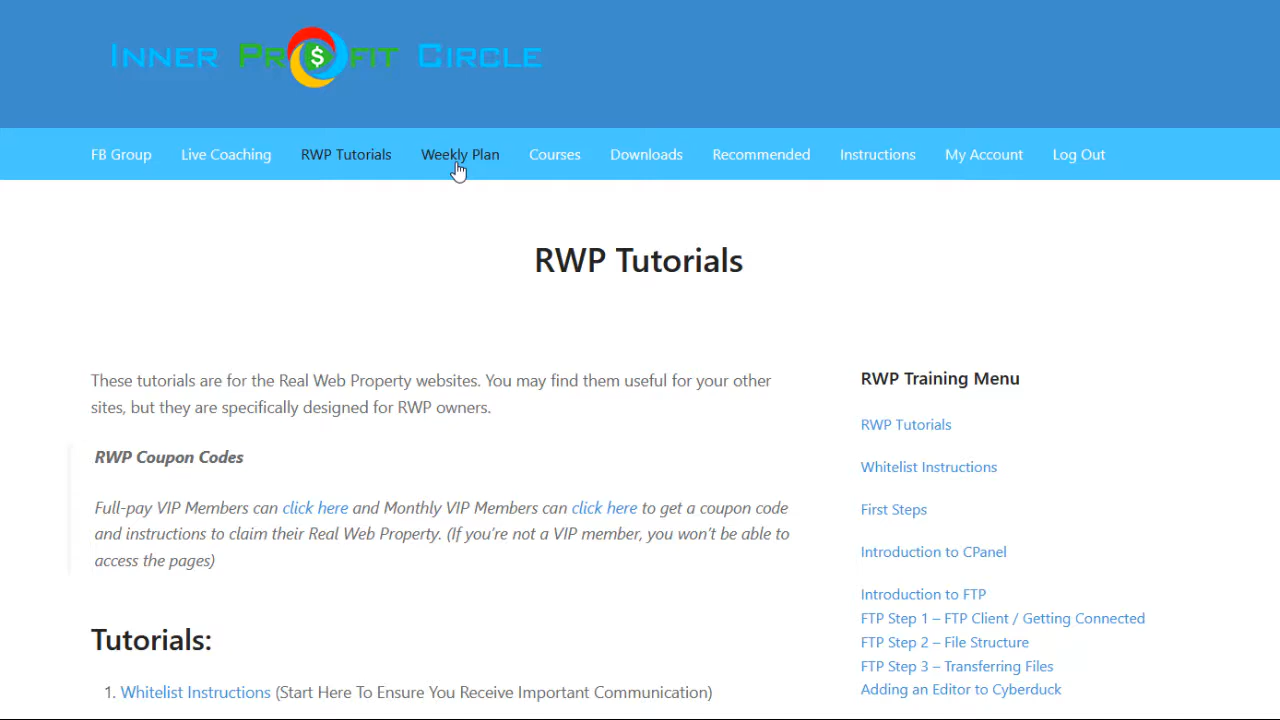 INNER PROFIT CIRCLE
FB Group Live Coaching RWP Tutorials Weekly Plan Courses Downloads Recommended Instructions My Account Log Out
RWP Tutorials
These tutorials are for the Real Web Property websites. You may find them useful for your other
sites, but they are specifically designed for RWP owners.
RWP Coupon Codes
Full-pay VIP Members can click here and Monthly VIP Members can click here to get a coupon code
and instructions to claim their Real Web Property. (If you're not a VIP member, you won't be able to
access the pages)
Tutorials:
1. Whitelist Instructions (Start Here To Ensure You Receive Important Communication)
RWP Training Menu
RWP Tutorials
Whitelist Instructions
First Steps
Introduction to CPanel
Introduction to FTP
FTP Step 1 – FTP Client / Getting Connected
FTP Step 2 – File Structure
FTP Step 3 – Transferring Files
Adding an Editor to Cyberduck